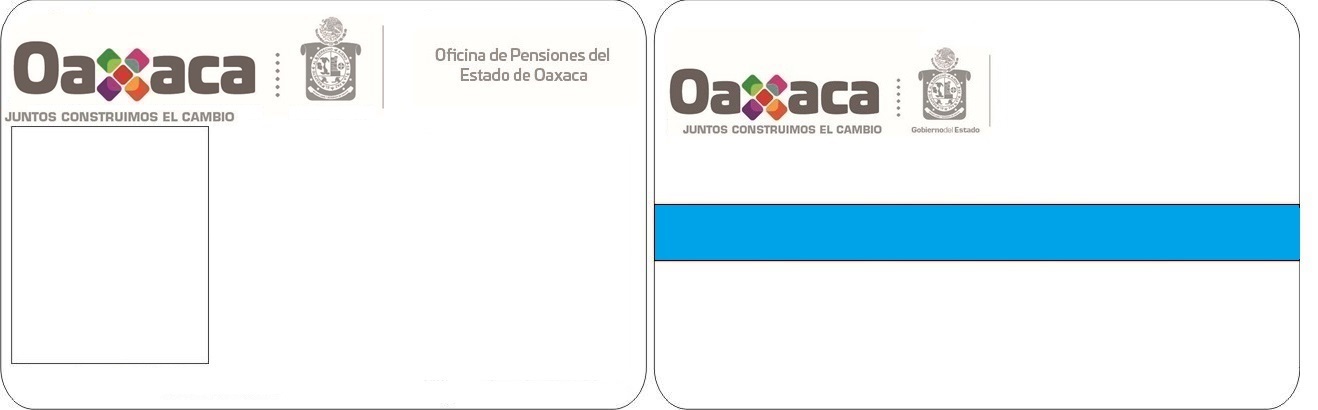 Oaxaca
JUNTOS CONSTRUIMOS EL CAMBIO
Oficina de Pensiones del
Estado de Oaxaca
Oaxaca
JUNTOS CONSTRUIMOS EL CAMBIO
Gobierno del Estado